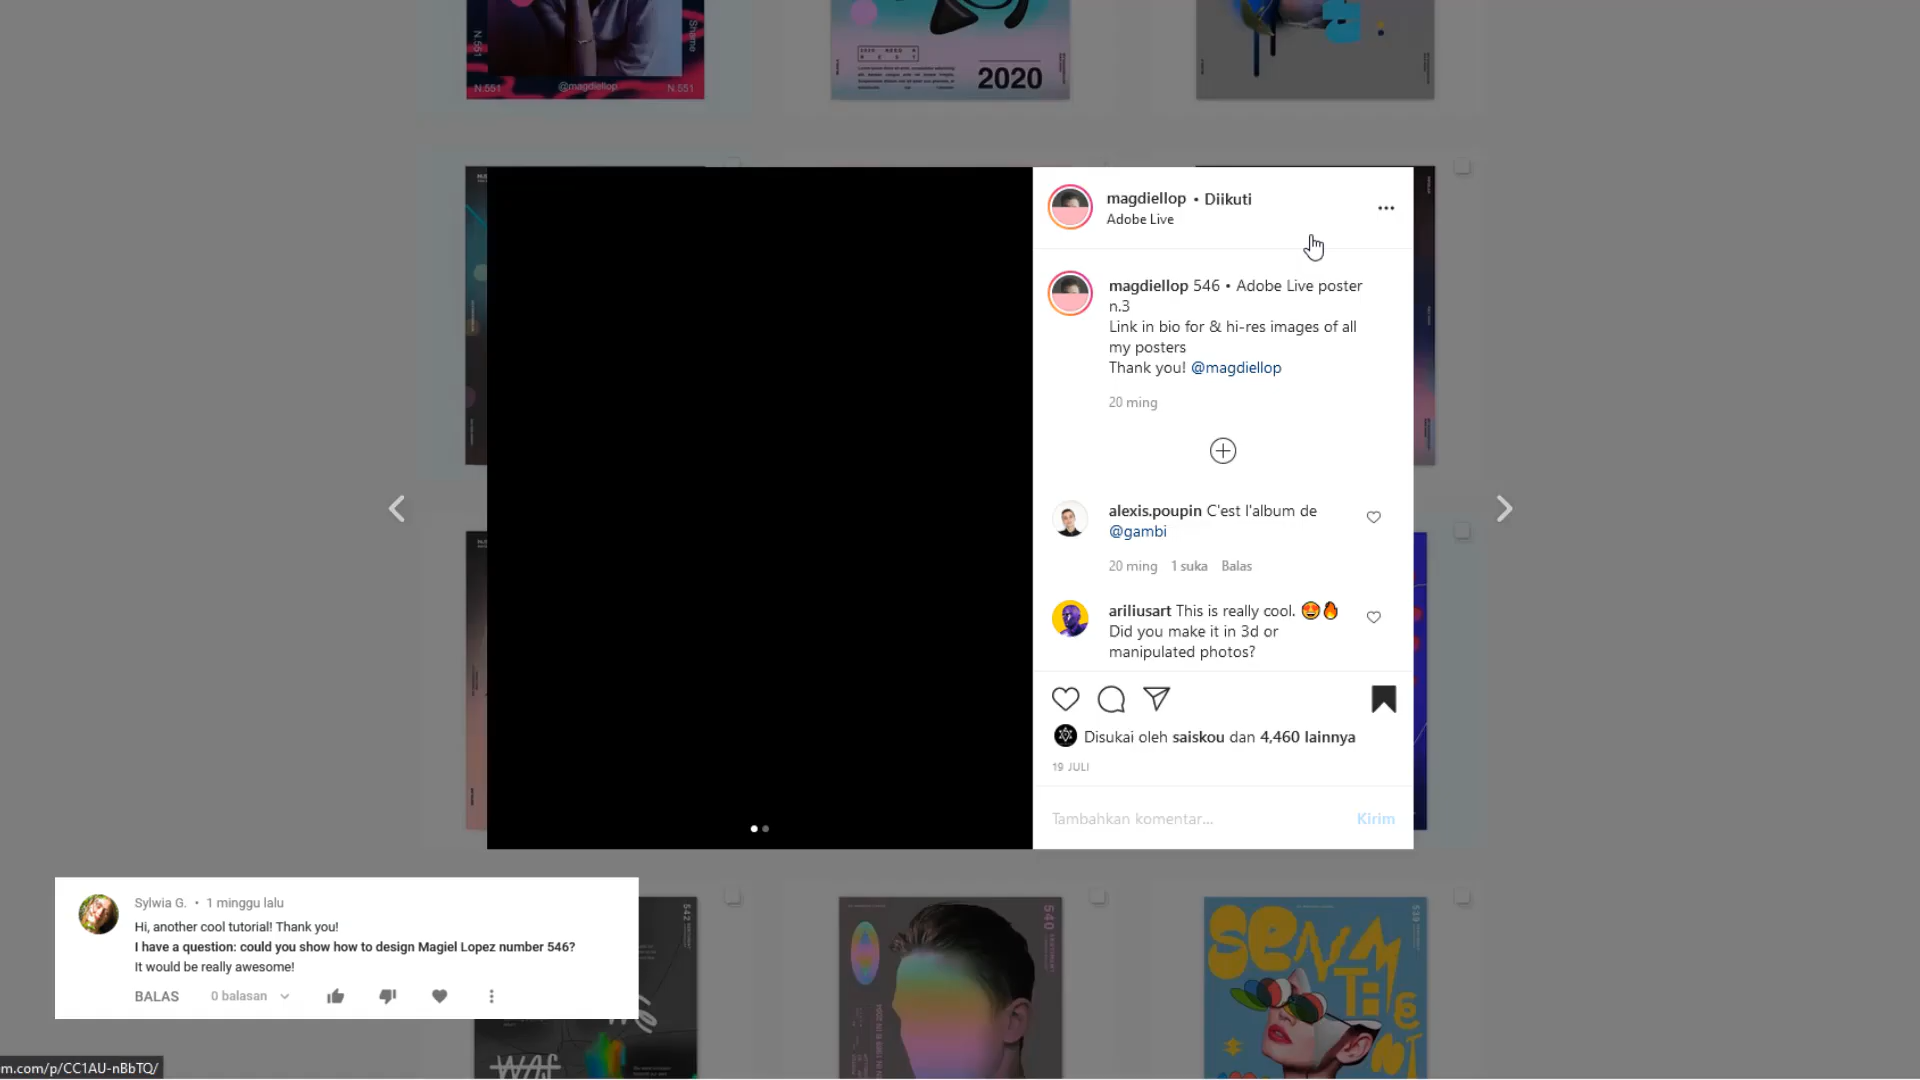 N.551
Shame
N.551
@magdiellop
N.551
2020
magdiellop • Diikuti
Adobe Live
magdiellop 546 • Adobe Live poster
n.3
Link in bio for & hi-res images of all
my posters
Thank you! @magdiellop
20 ming
alexis.poupin C'est l'album de
@gambi
20 ming 1 suka Balas
ariliusart This is really cool. 😍🔥
Did you make it in 3d or
manipulated photos?
Disukai oleh saiskou dan 4,460 lainnya
19 JULI
Tambahkan komentar... Kirim
Sylwia G. • 1 minggu lalu
Hi, another cool tutorial! Thank you!
I have a question: could you show how to design Magiel Lopez number 546?
It would be really awesome!
BALAS 0 balasan
542
540
539
m.com/p/CC1AU-nBbTQ/